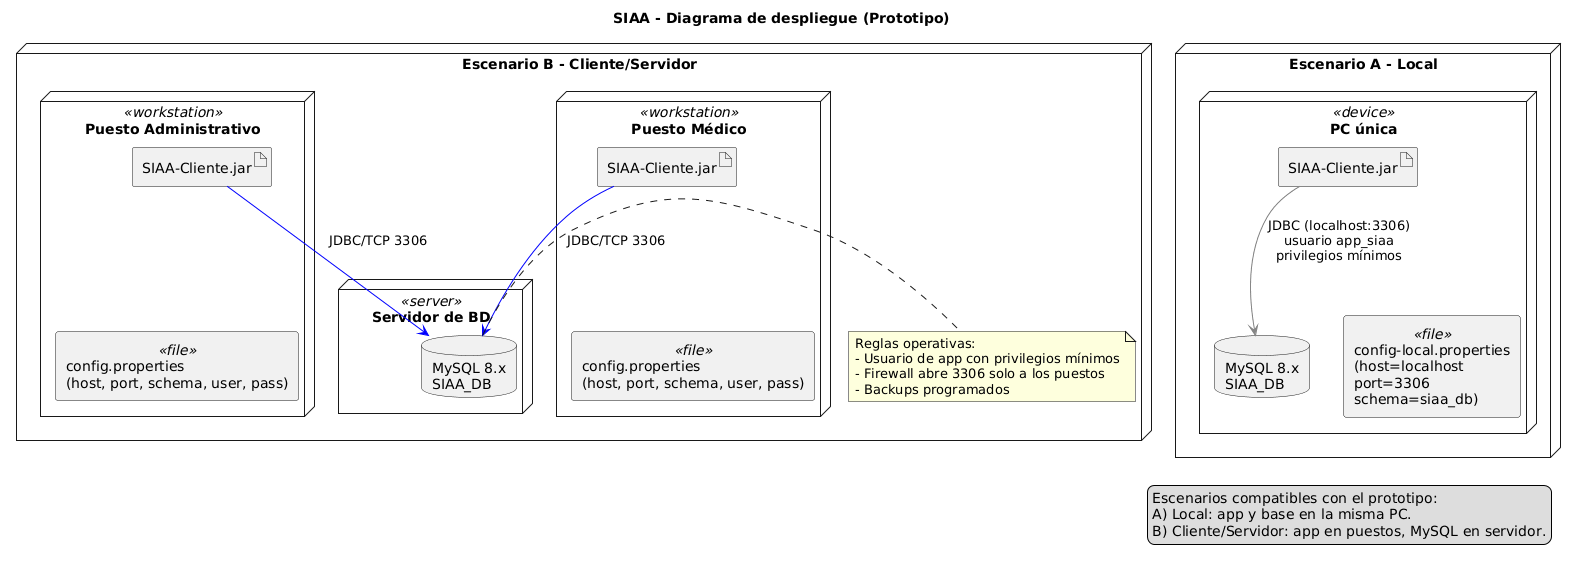 SIAA - Diagrama de despliegue (Prototipo)
Escenario B - Cliente/Servidor
«workstation»
Puesto Administrativo
SIAA-Cliente.jar
JDBC/TCP 3306
«file»
config.properties
(host, port, schema, user, pass)
«server»
Servidor de BD
MySQL 8.x
SIAA_DB
«workstation»
Puesto Médico
SIAA-Cliente.jar
JDBC/TCP 3306
«file»
config.properties
(host, port, schema, user, pass)
Reglas operativas:
- Usuario de app con privilegios mínimos
- Firewall abre 3306 solo a los puestos
- Backups programados
Escenario A - Local
«device»
PC única
SIAA-Cliente.jar
JDBC (localhost:3306)
usuario app_siaa
privilegios mínimos
MySQL 8.x
SIAA_DB
«file»
config-local.properties
(host=localhost
port=3306
schema=siaa_db)
Escenarios compatibles con el prototipo:
A) Local: app y base en la misma PC.
B) Cliente/Servidor: app en puestos, MySQL en servidor.